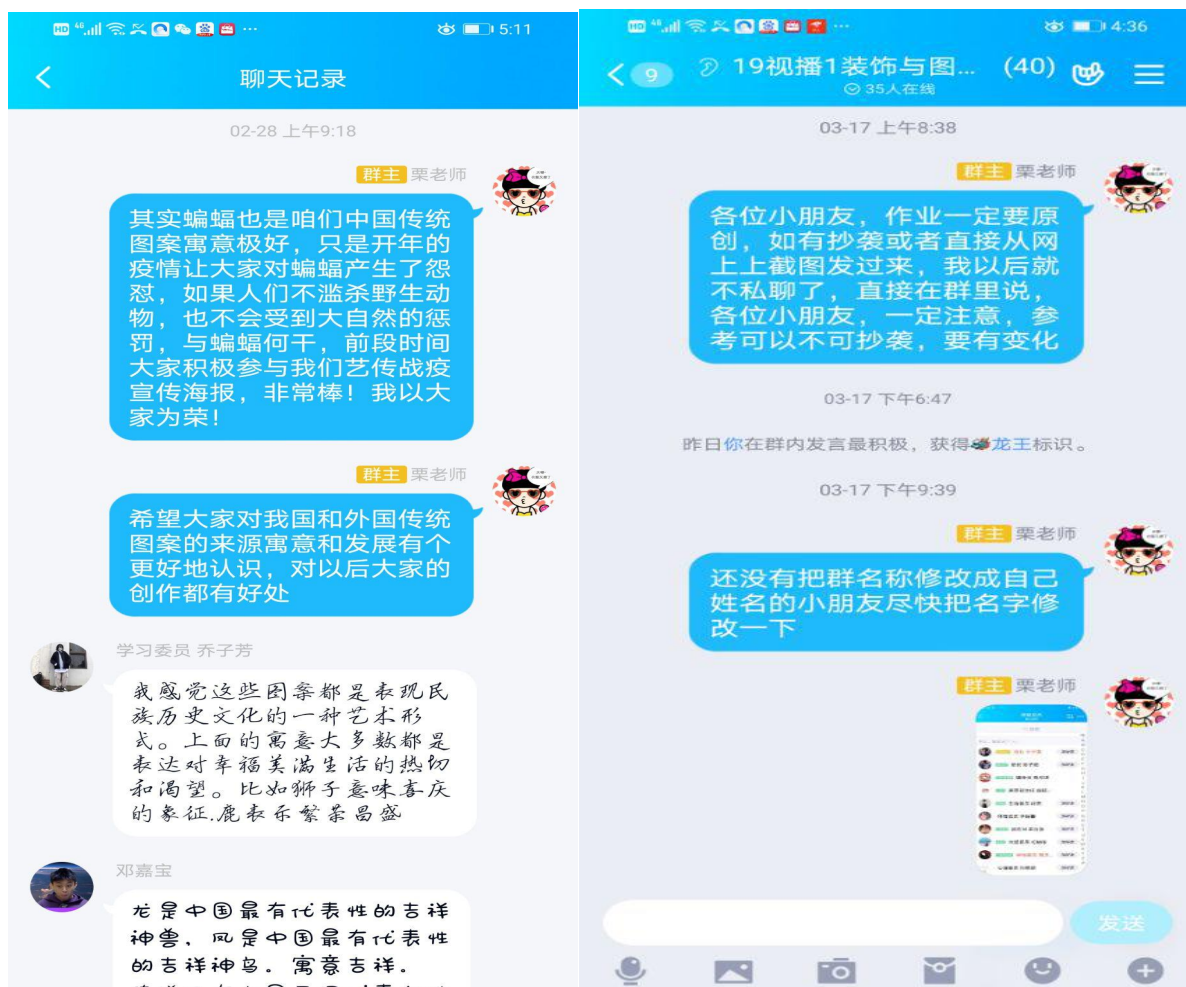 HD 4G 5:11
聊天记录
02-28 上午9:18
群主 栗老师
其实蝙蝠也是咱们中国传统
图案寓意极好，只是开年的
疫情让大家对蝙蝠产生了怨
怼，如果人们不滥杀野生动
物，也不会受到大自然的惩
罚，与蝙蝠何干，前段时间
大家积极参与我们艺传战疫
宣传海报，非常棒！我以大
家为荣！
群主 栗老师
希望大家对我国和外国传统
图案的来源寓意和发展有个
更好地认识，对以后大家的
创作都有好处
学习委员 乔子芳
我感觉这些图案都是表现民
族历史文化的一种艺术形
式。上面的寓意大多数都是
表达对幸福美满生活的热切
和渴望。比如狮子意味喜庆
的象征.鹿表示繁荣昌盛
邓嘉宝
龙是中国最有代表性的吉祥
神兽，凤是中国最有代表性
的吉祥神鸟。寓意吉祥。
HD 4G 4:36
9 19视播1装饰与图... (40)
35人在线
03-17 上午8:38
群主 栗老师
各位小朋友，作业一定要原
创，如有抄袭或者直接从网
上上截图发过来，我以后就
不私聊了，直接在群里说，
各位小朋友，一定注意，参
考可以不可抄袭，要有变化
03-17 下午6:47
昨日你在群内发言最积极，获得龙王标识。
03-17 下午9:39
群主 栗老师
还没有把群名称修改成自己
姓名的小朋友尽快把名字修
改一下
群主 栗老师
发送